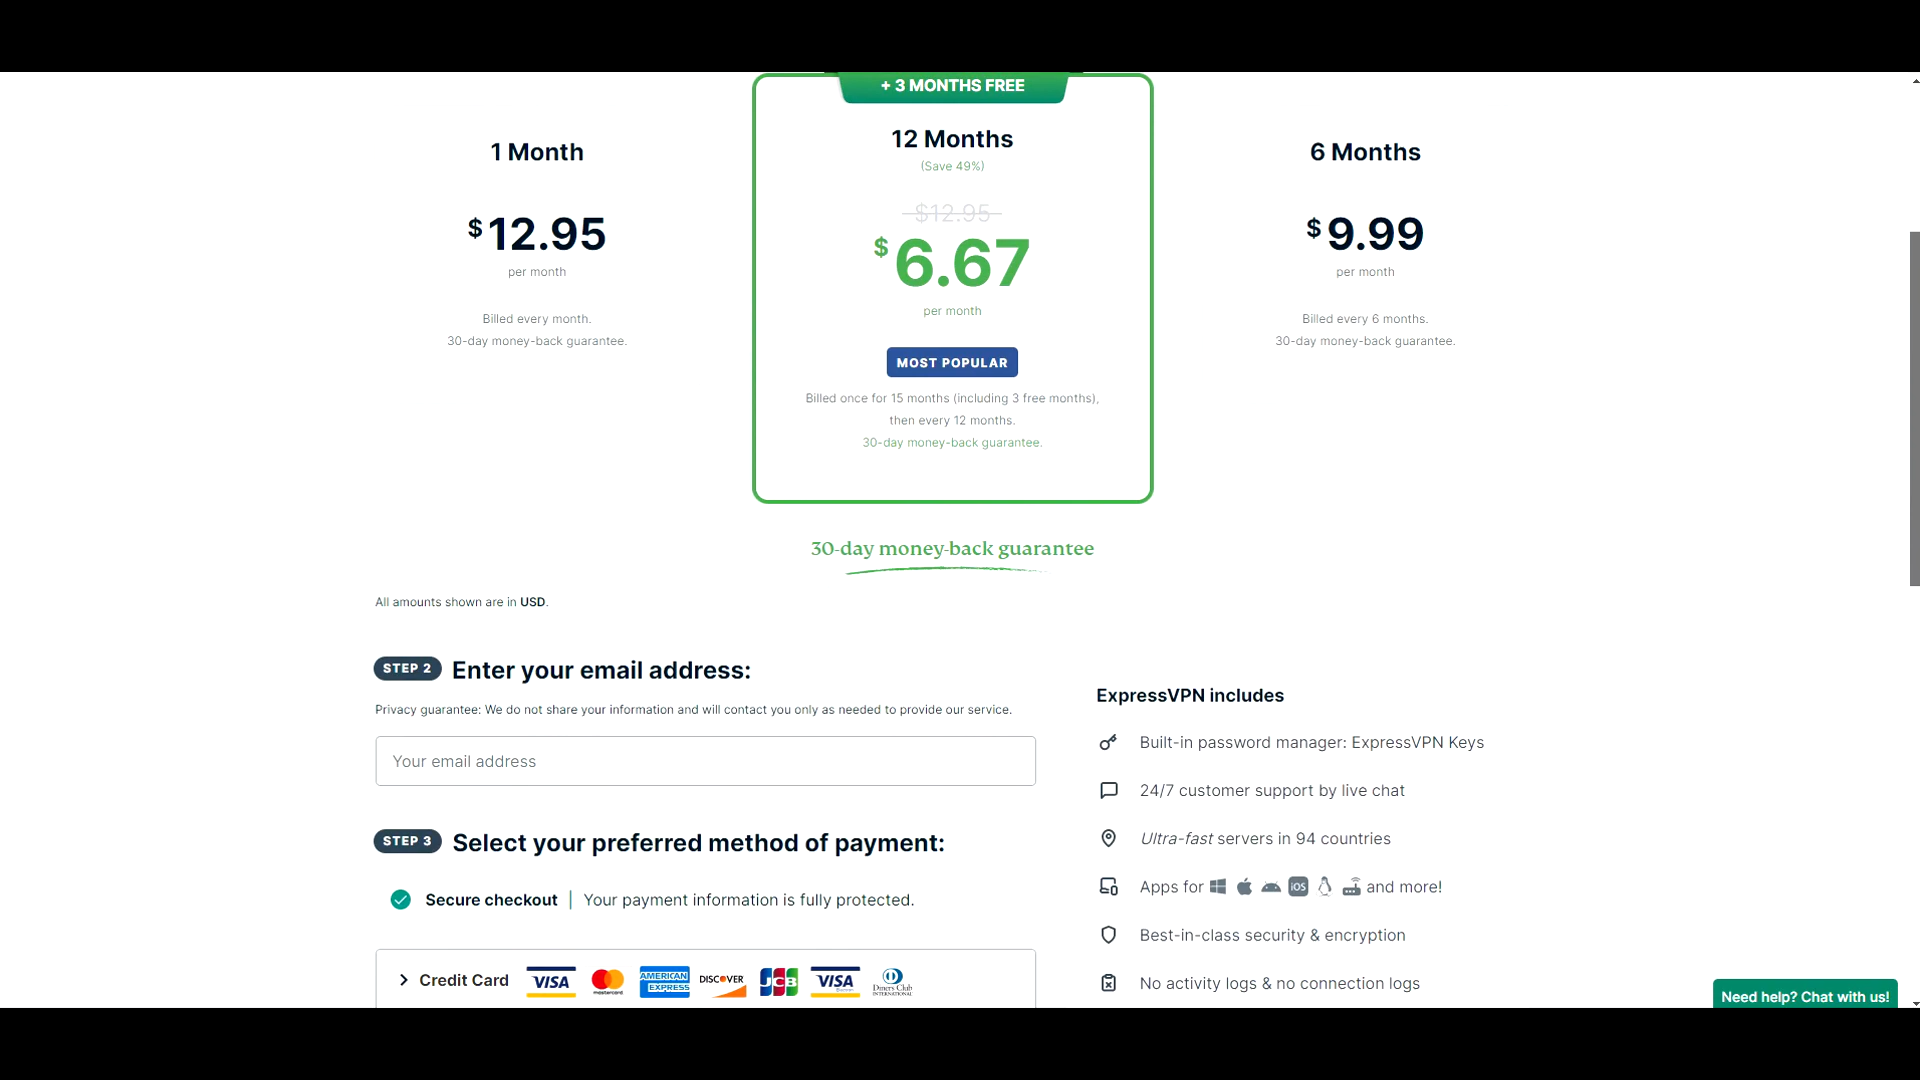 + 3 MONTHS FREE
1 Month
$12.95
per month
Billed every month.
30-day money-back guarantee.
12 Months
(Save 49%)
$12.95
$6.67
per month
MOST POPULAR
Billed once for 15 months (including 3 free months),
then every 12 months.
30-day money-back guarantee.
6 Months
$9.99
per month
Billed every 6 months.
30-day money-back guarantee.
30-day money-back guarantee
All amounts shown are in USD.
STEP 2 Enter your email address:
Privacy guarantee: We do not share your information and will contact you only as needed to provide our service.
Your email address
STEP 3 Select your preferred method of payment:
Secure checkout | Your payment information is fully protected.
Credit Card VISA mastercard AMERICAN EXPRESS DISCOVER JCB VISA Diners Club INTERNATIONAL
ExpressVPN includes
Built-in password manager: ExpressVPN Keys
24/7 customer support by live chat
Ultra-fast servers in 94 countries
Apps for iOS and more!
Best-in-class security & encryption
No activity logs & no connection logs
Need help? Chat with us!